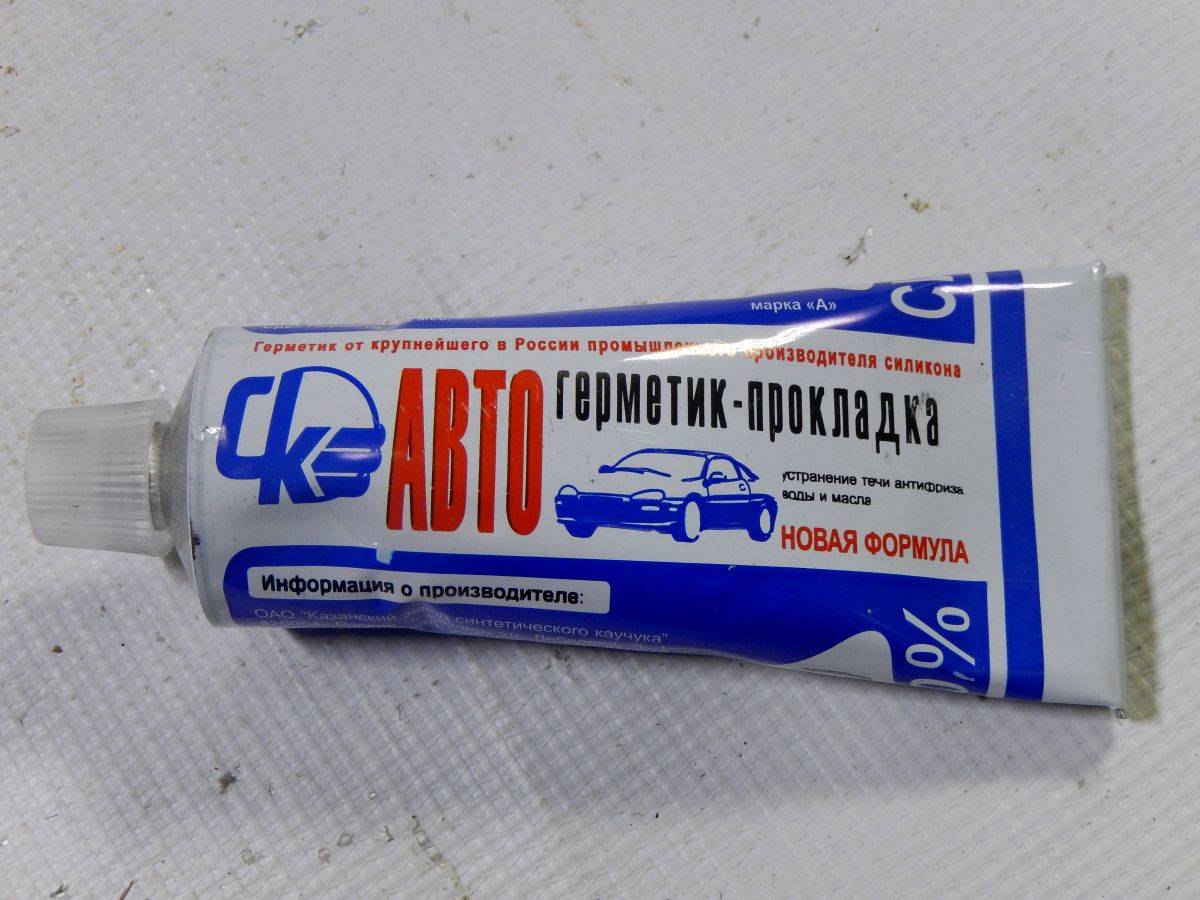 марка «А»
Герметик от крупнейшего в России промышленного производителя силикона
СК
АВТО
герметик-прокладка
устранение течи антифриза
воды и масла
НОВАЯ ФОРМУЛА
Информация о производителе:
ОАО "Казанский синтетического каучука"
%